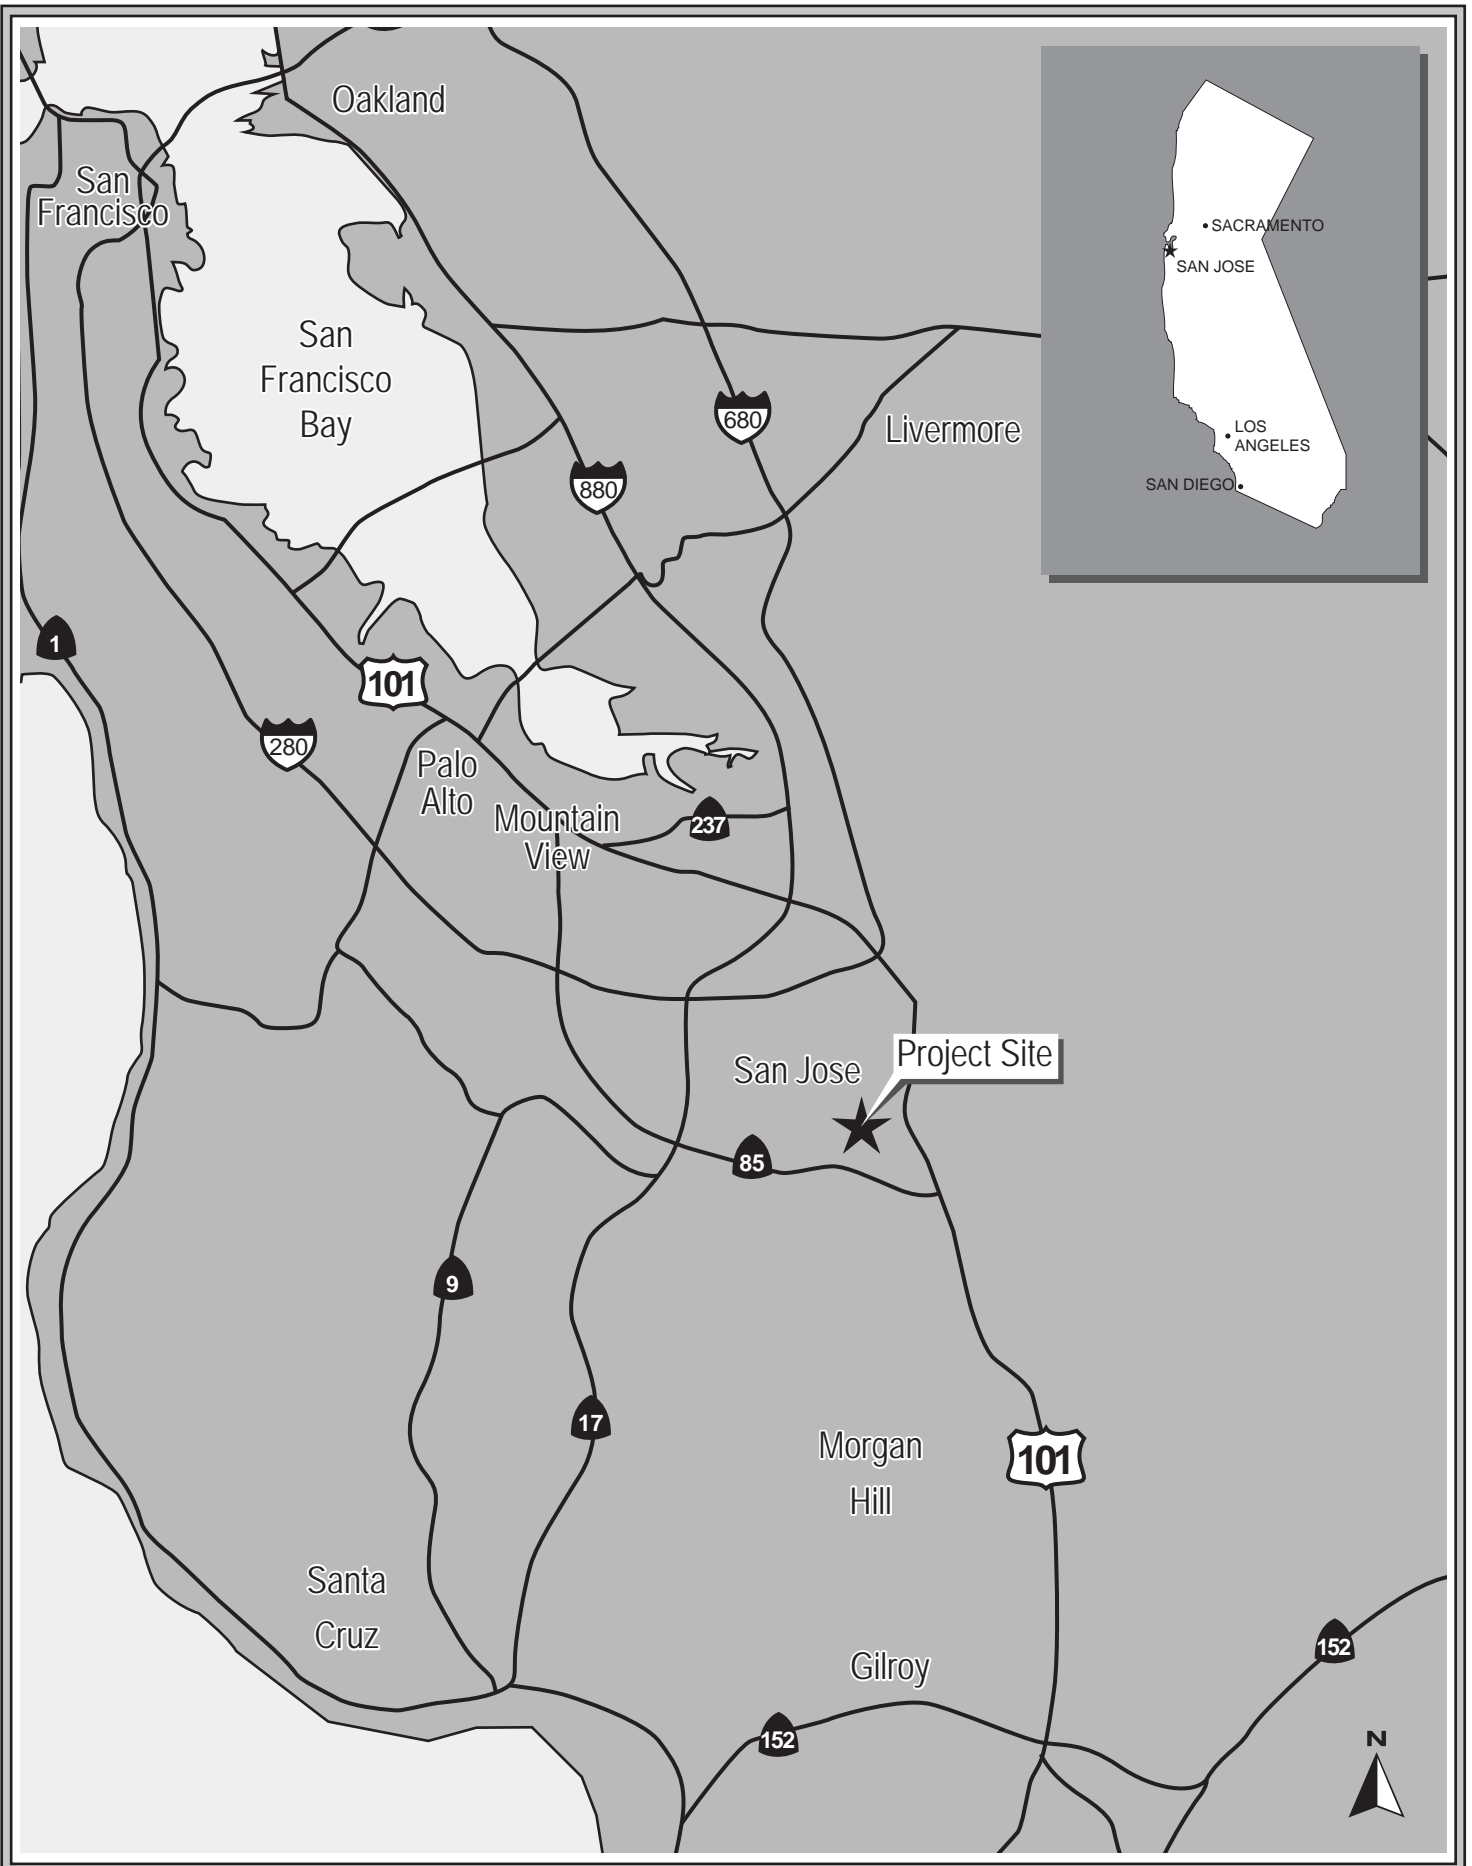 Oakland
San
Francisco
SACRAMENTO
SAN JOSE
San
Francisco
Bay
680
Livermore
LOS
ANGELES
SAN DIEGO
880
1
101
280
Palo
Alto
Mountain
View
237
San Jose
Project Site
85
9
17
Morgan
Hill
101
Santa
Cruz
Gilroy
152
152
N